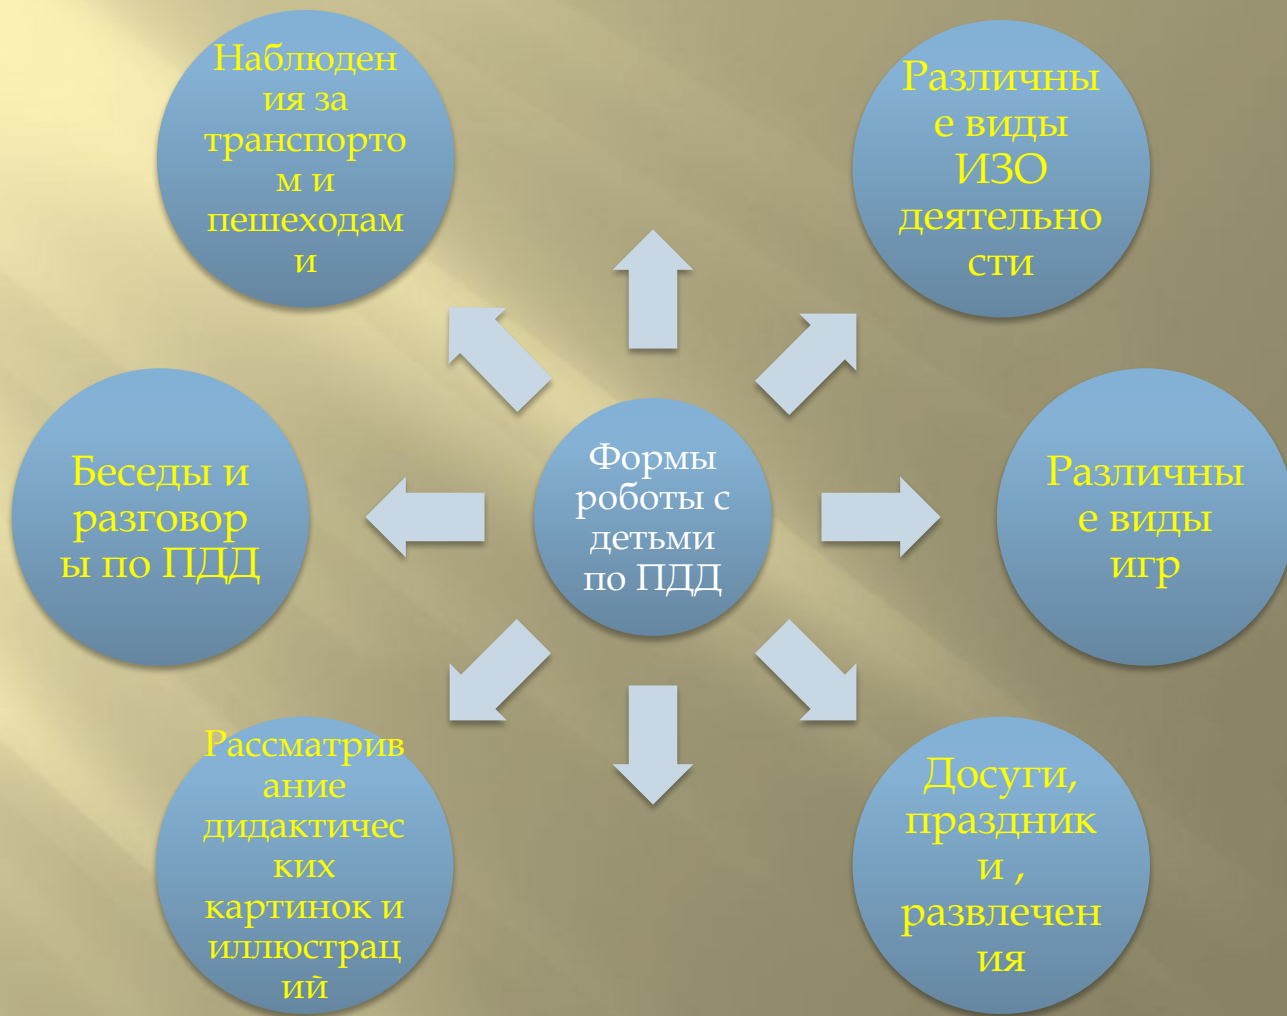 Наблюден
ия за
транспорто
м и
пешеходам
и
Различны
е виды
ИЗО
деятельно
сти
Беседы и
разговор
ы по ПДД
Формы
роботы с
детьми
по ПДД
Различны
е виды
игр
Рассматрив
ание
дидактичес
ких
картинок и
иллюстрац
ий
Досуги,
праздник
и ,
развлечен
ия